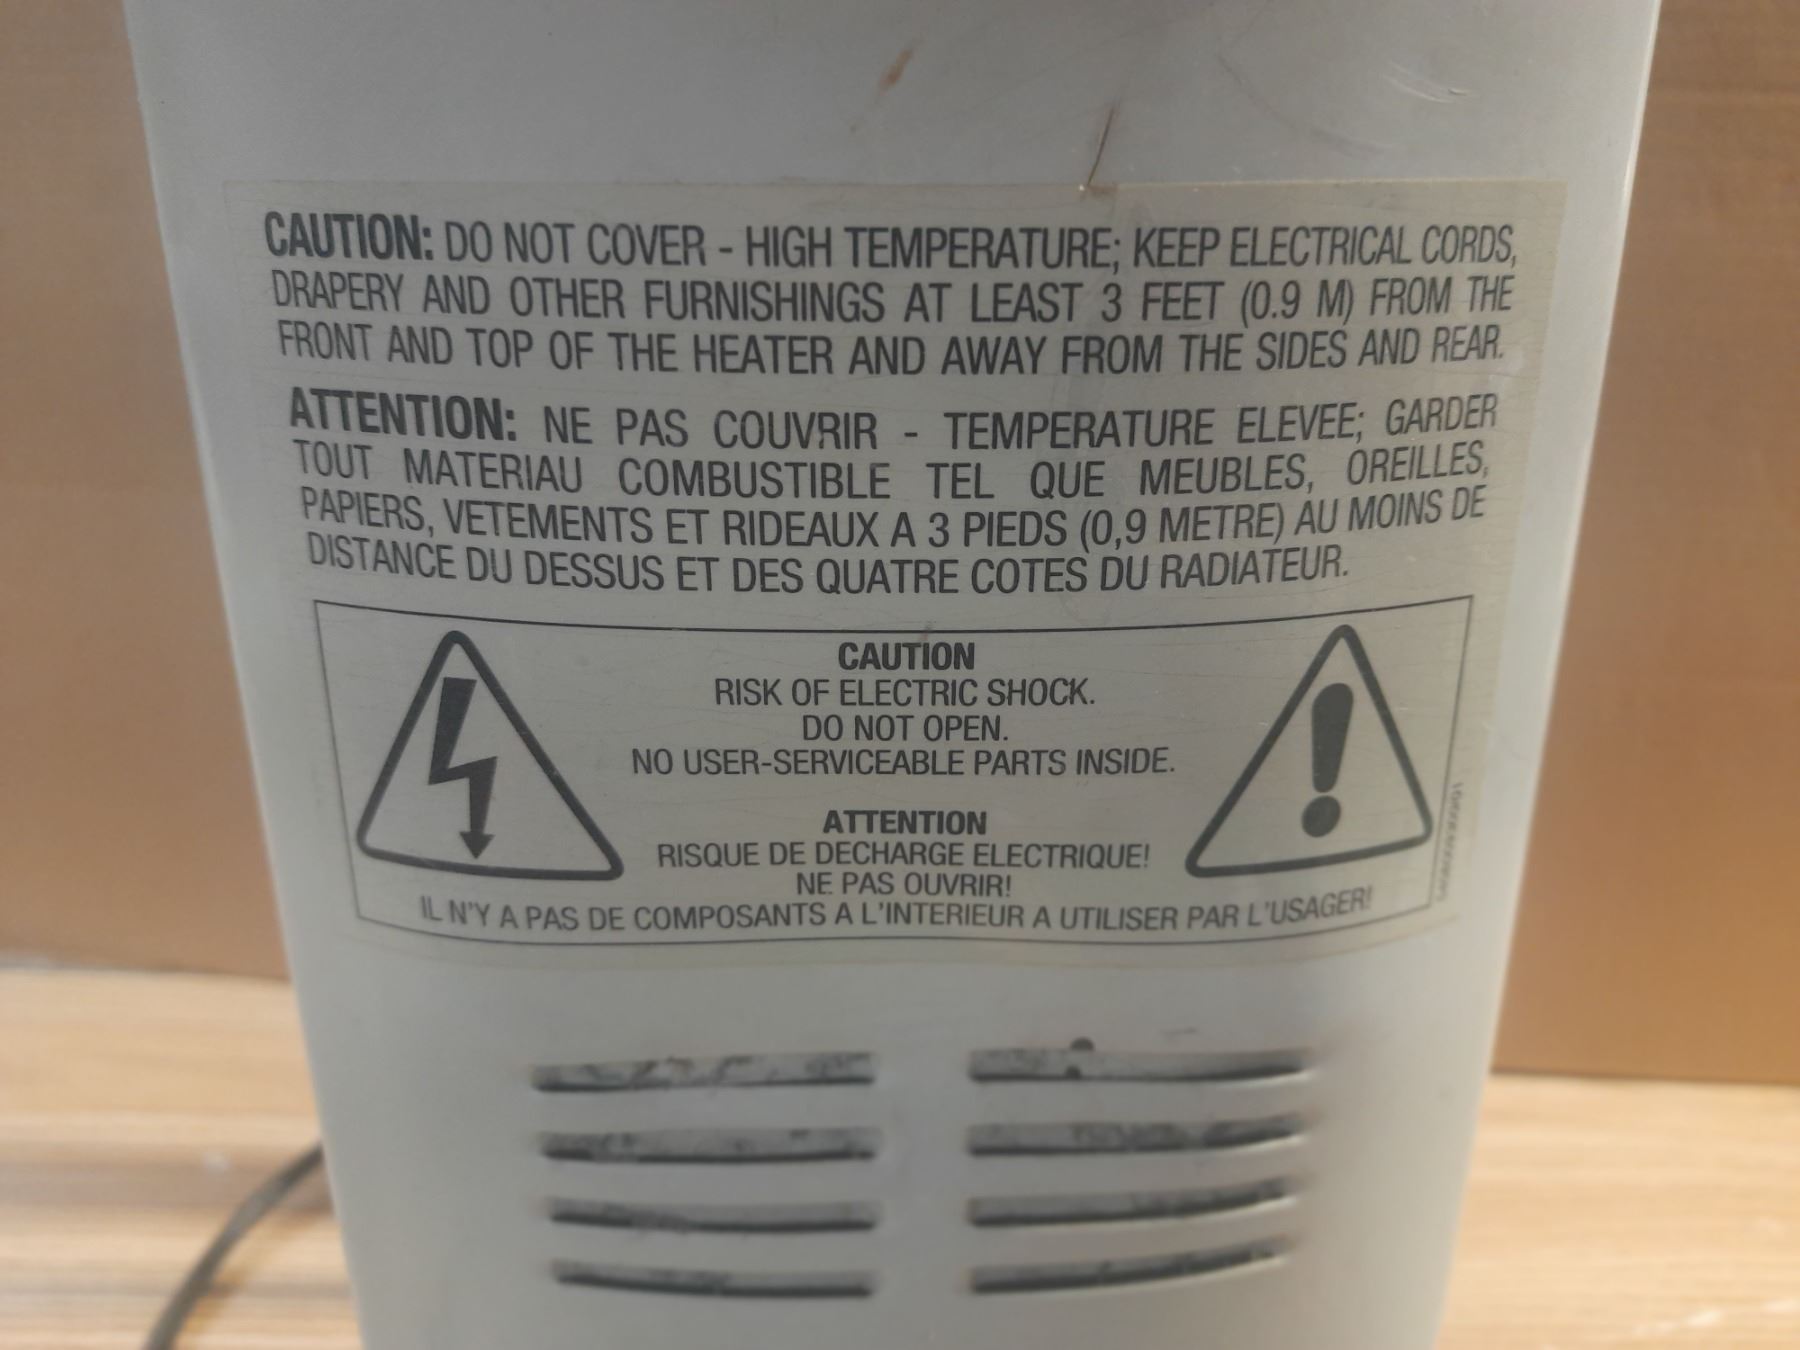 CAUTION: DO NOT COVER - HIGH TEMPERATURE; KEEP ELECTRICAL CORDS,
DRAPERY AND OTHER FURNISHINGS AT LEAST 3 FEET (0.9 M) FROM THE
FRONT AND TOP OF THE HEATER AND AWAY FROM THE SIDES AND REAR.
ATTENTION: NE PAS COUVRIR - TEMPERATURE ELEVEE; GARDER
TOUT MATERIAU COMBUSTIBLE TEL QUE MEUBLES, OREILLES,
PAPIERS, VETEMENTS ET RIDEAUX A 3 PIEDS (0,9 METRE) AU MOINS DE
DISTANCE DU DESSUS ET DES QUATRE COTES DU RADIATEUR.
CAUTION
RISK OF ELECTRIC SHOCK.
DO NOT OPEN.
NO USER-SERVICEABLE PARTS INSIDE.
ATTENTION
RISQUE DE DECHARGE ELECTRIQUE!
NE PAS OUVRIR!
IL N'Y A PAS DE COMPOSANTS A L'INTERIEUR A UTILISER PAR L'USAGER!